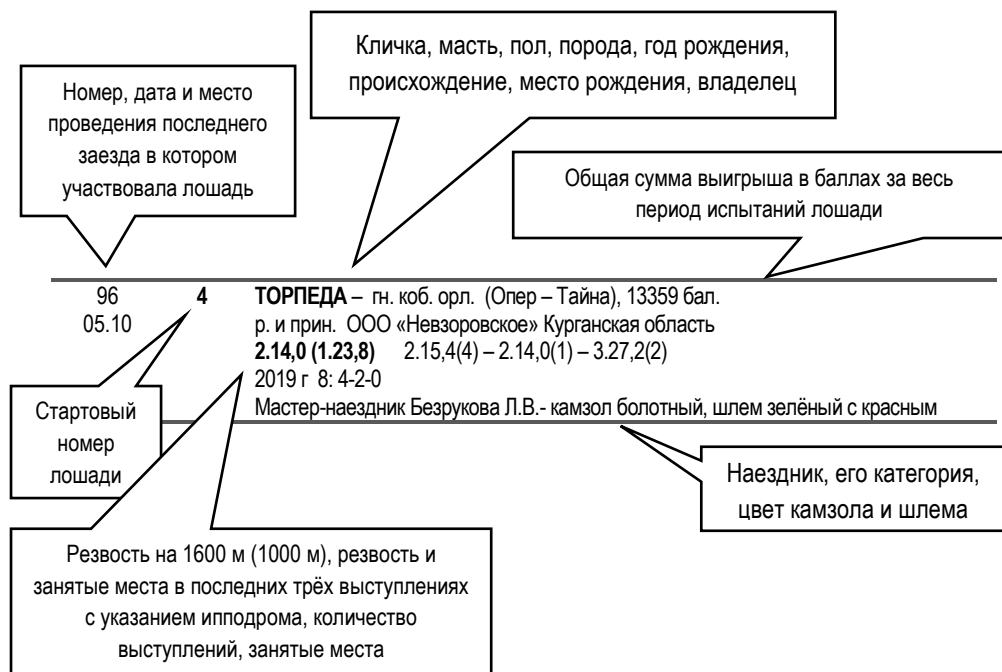 Кличка, масть, пол, порода, год рождения,
происхождение, место рождения, владелец
Номер, дата и место
проведения последнего
заезда в котором
участвовала лошадь
Общая сумма выигрыша в баллах за весь
период испытаний лошади
96 4 ТОРПЕДА – гн. коб. орл. (Опер – Тайна), 13359 бал.
05.10 р. и прин. ООО «Невзоровское» Курганская область
2.14,0 (1.23,8) 2.15,4(4) – 2.14,0(1) – 3.27,2(2)
2019 г 8: 4-2-0
Мастер-наездник Безрукова Л.В.- камзол болотный, шлем зелёный с красным
Стартовый
номер
лошади
Наездник, его категория,
цвет камзола и шлема
Резвость на 1600 м (1000 м), резвость и
занятые места в последних трёх выступлениях
с указанием ипподрома, количество
выступлений, занятые места